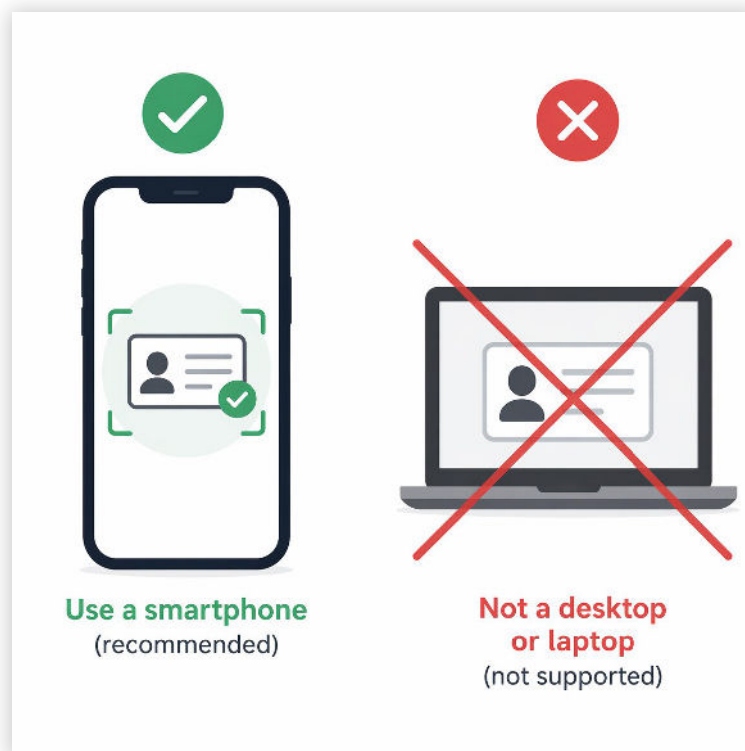 Use a smartphone
(recommended)
Not a desktop
or laptop
(not supported)